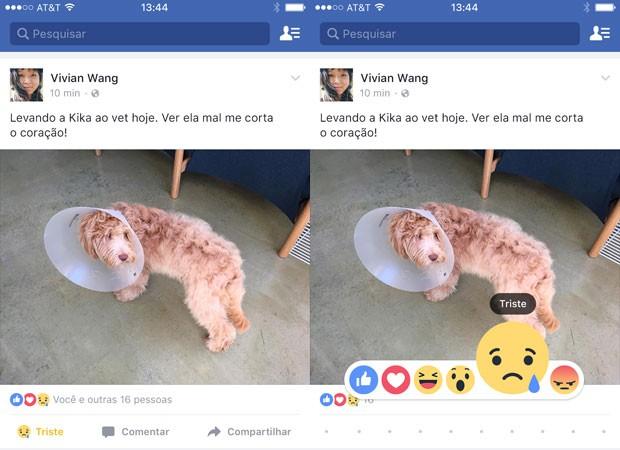 AT&T 13:44
Pesquisar
Vivian Wang
10 min
Levando a Kika ao vet hoje. Ver ela mal me corta
o coração!
Você e outras 16 pessoas
Triste Comentar Compartilhar
AT&T 13:44
Pesquisar
Vivian Wang
10 min
Levando a Kika ao vet hoje. Ver ela mal me corta
o coração!
Triste
16